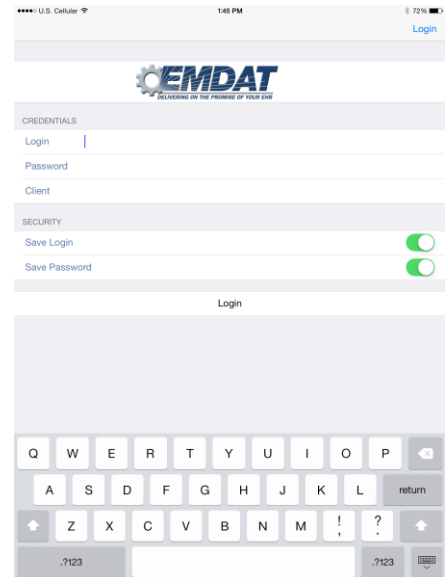 U.S. Cellular 1:45 PM 72%
Login
EMDAT
DELIVERING ON THE PROMISE OF YOUR EHR
CREDENTIALS
Login
Password
Client
SECURITY
Save Login
Save Password
Login
Q W E R T Y U I O P
A S D F G H J K L return
Z X C V B N M ! , ? .
.?123 .?123